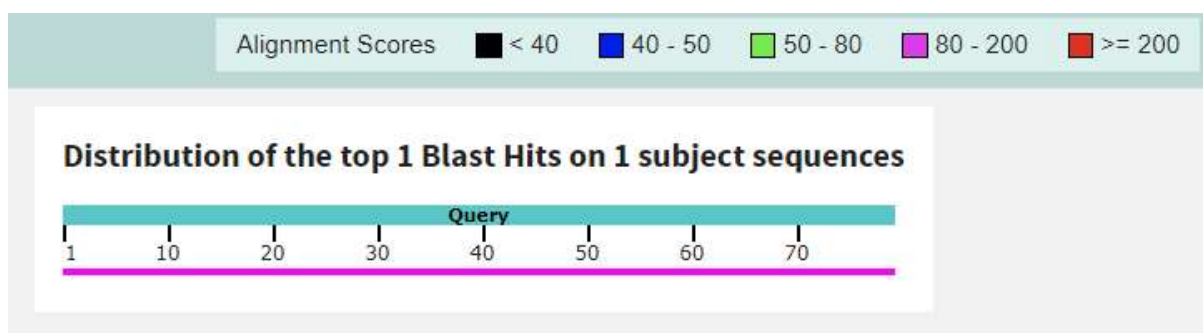 Alignment Scores < 40 40 - 50 50 - 80 80 - 200 >= 200
Distribution of the top 1 Blast Hits on 1 subject sequences
Query
1 10 20 30 40 50 60 70